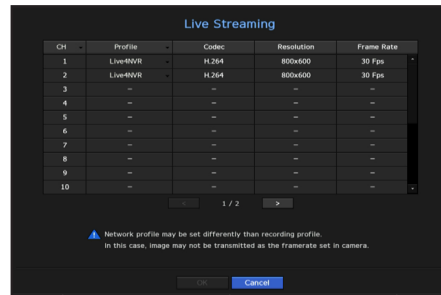 Live Streaming
CH Profile Codec Resolution Frame Rate
1 Live4NVR H.264 800x600 30 Fps
2 Live4NVR H.264 800x600 30 Fps
3 – – – –
4 – – – –
5 – – – –
6 – – – –
7 – – – –
8 – – – –
9 – – – –
10 – – – –
< 1 / 2 >
Network profile may be set differently than recording profile.
In this case, image may not be transmitted as the framerate set in camera.
OK Cancel